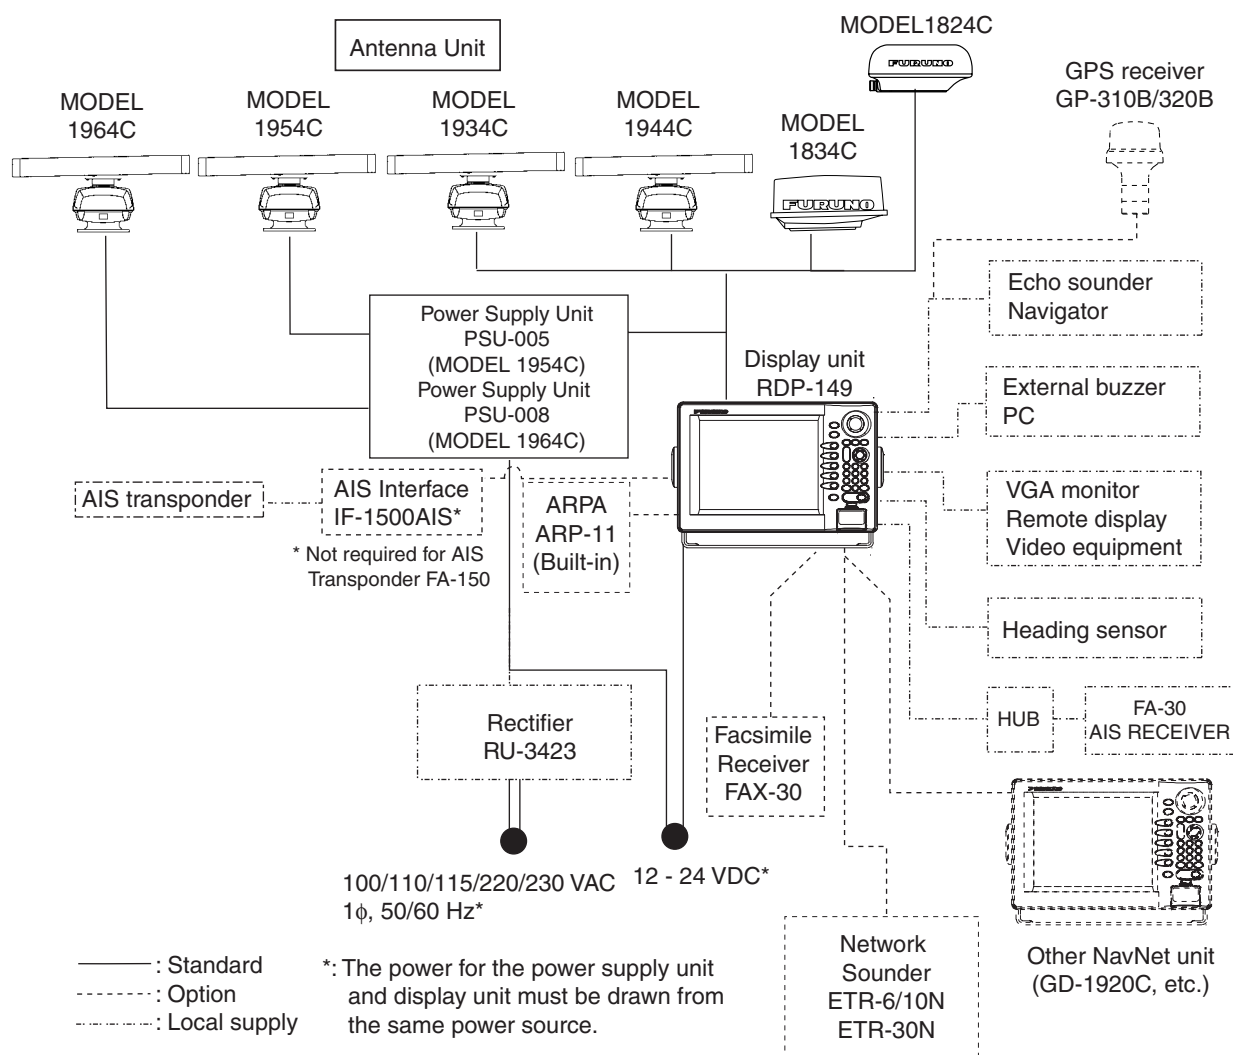 MODEL1824C
Antenna Unit
FURUNO
GPS receiver
GP-310B/320B
MODEL
1964C
MODEL
1954C
MODEL
1934C
MODEL
1944C
MODEL
1834C
FURUNO
Echo sounder
Navigator
Power Supply Unit
PSU-005
(MODEL 1954C)
Power Supply Unit
PSU-008
(MODEL 1964C)
Display unit
RDP-149
External buzzer
PC
FURUNO
AIS transponder
AIS Interface
IF-1500AIS*
* Not required for AIS
Transponder FA-150
ARPA
ARP-11
(Built-in)
VGA monitor
Remote display
Video equipment
Heading sensor
Rectifier
RU-3423
Facsimile
Receiver
FAX-30
HUB
FA-30
AIS RECEIVER
FURUNO
100/110/115/220/230 VAC
1ϕ, 50/60 Hz*
12 - 24 VDC*
Network
Sounder
ETR-6/10N
ETR-30N
Other NavNet unit
(GD-1920C, etc.)
: Standard
: Option
: Local supply
*: The power for the power supply unit
and display unit must be drawn from
the same power source.